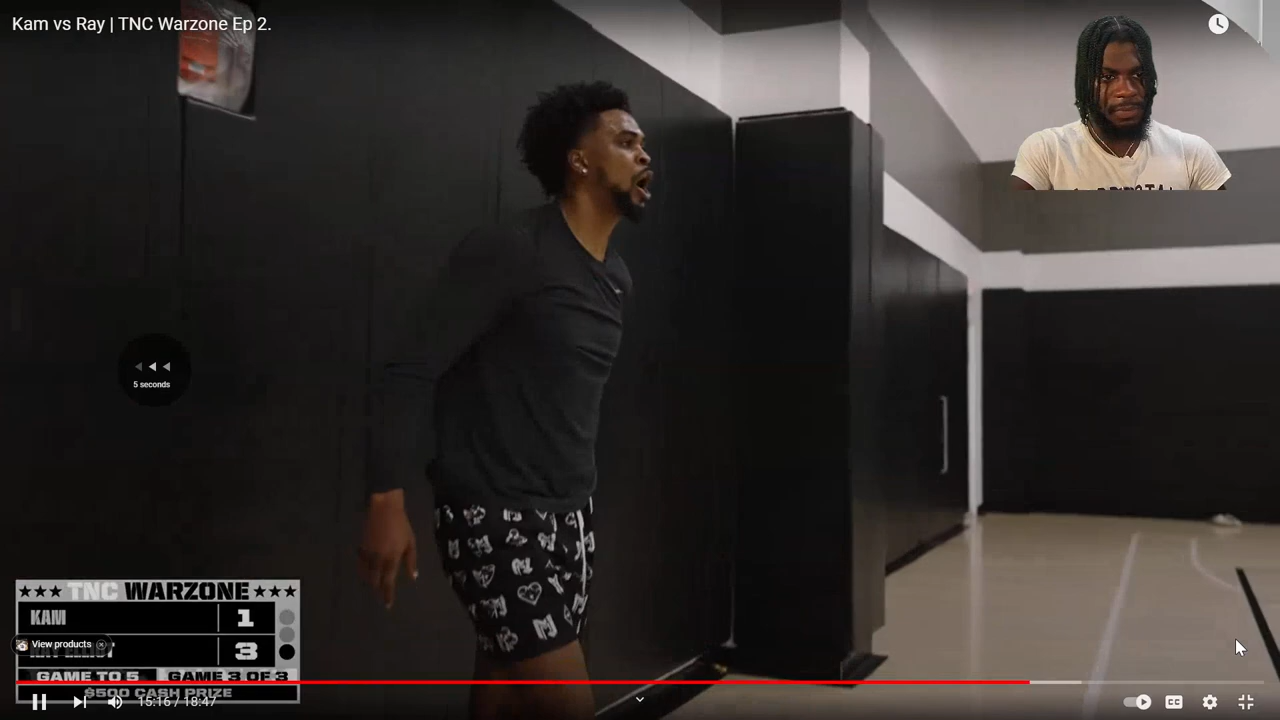 Kam vs Ray | TNC Warzone Ep 2.
5 seconds
TNC WARZONE
KAM 1
View products
3
GAME TO 5 GAME 3 OF 3
$500 CASH PRIZE
15:16 / 18:47
CC